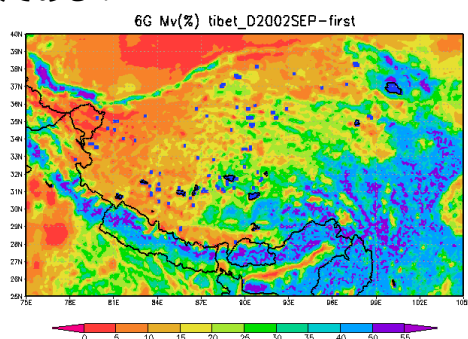 6G Mv(%) tibet_D2002SEP-first
40N
39N
38N
37N
36N
35N
34N
33N
32N
31N
30N
29N
28N
27N
26N
25N
75E 78E 81E 84E 87E 90E 93E 96E 99E 102E 105
0 5 10 15 20 25 30 35 40 50 55